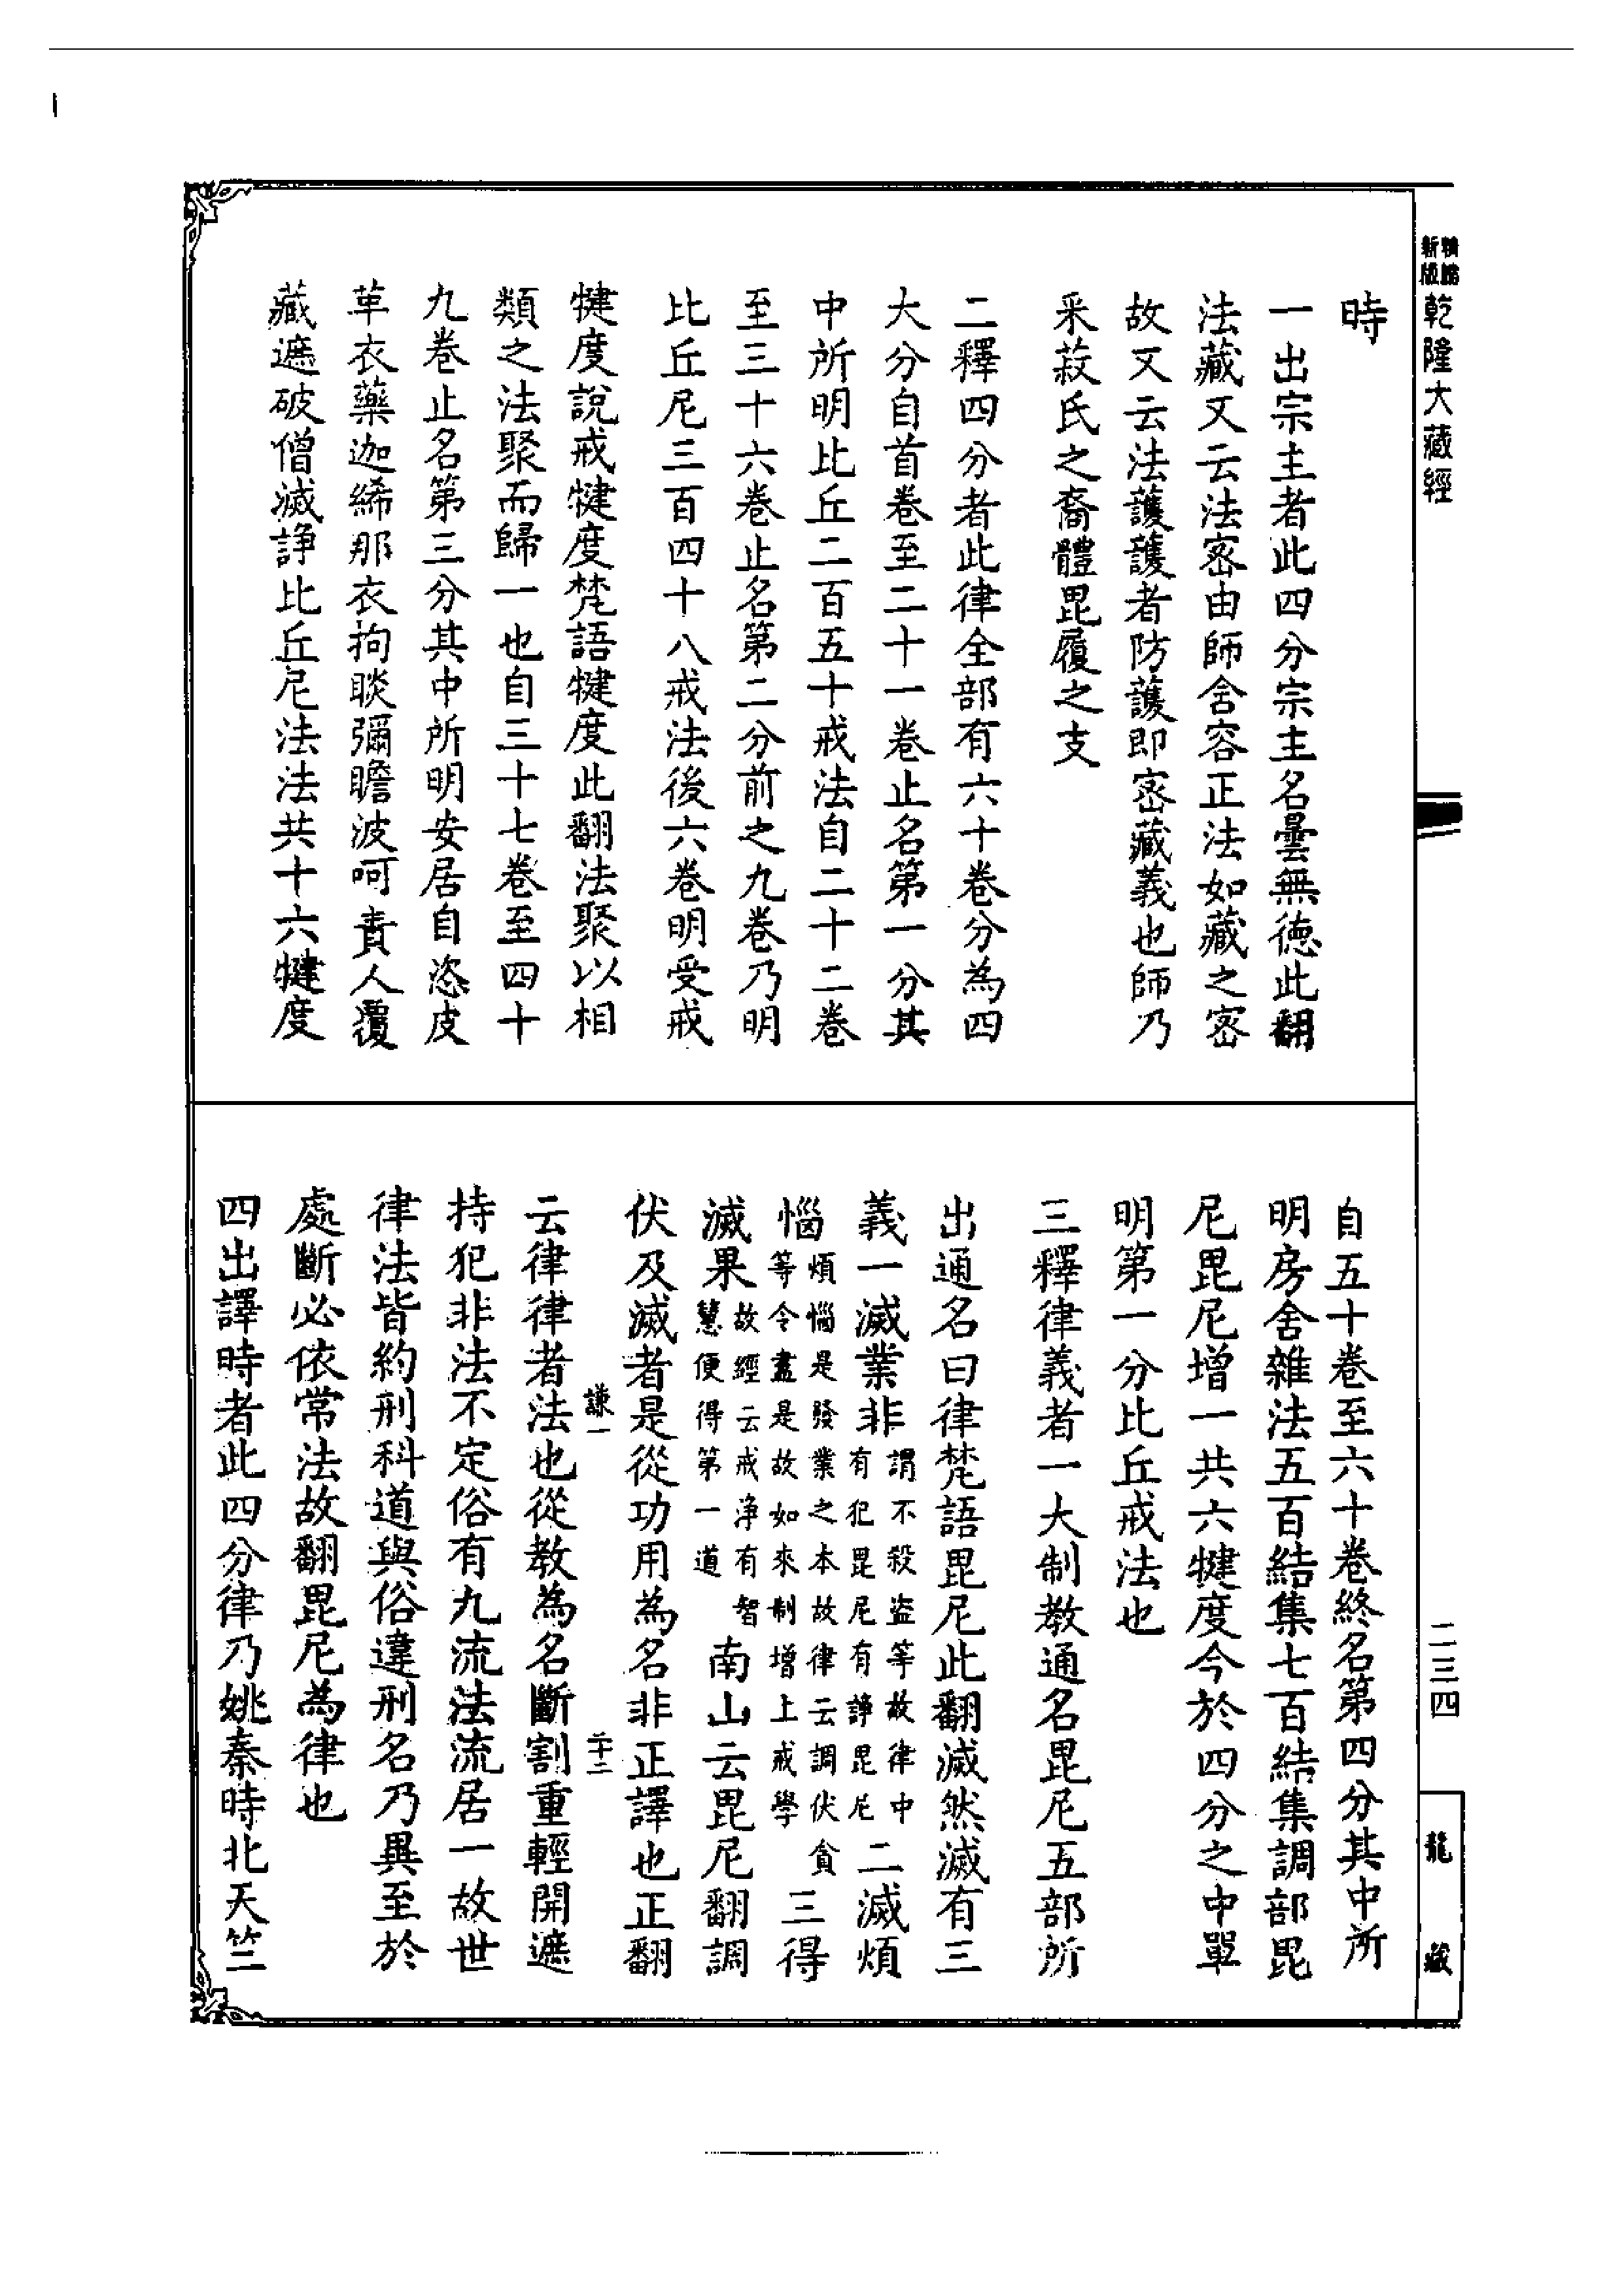 新版
精縮
乾隆大藏經
時
一出宗主者此四分宗主名曇無德此翻
法藏又云法密由師含容正法如藏之密
故又云法護護者防護即密藏義也師乃
采菽氏之裔體毘履之支
二釋四分者此律全部有六十卷分為四
大分自首卷至二十一卷止名第一分其
中所明比丘二百五十戒法自二十二卷
至三十六卷止名第二分前之九卷乃明
比丘尼三百四十八戒法後六卷明受戒
犍度說戒犍度梵語犍度此翻法聚以相
類之法聚而歸一也自三十七卷至四十
九卷止名第三分其中所明安居自恣皮
革衣藥迦絺那衣拘睒彌瞻波呵責人覆
藏遮破僧滅諍比丘尼法法共十六犍度
自五十卷至六十卷終名第四分其中所
明房舍雜法五百結集七百結集調部毘
尼毘尼增一共六犍度今於四分之中單
明第一分比丘戒法也
三釋律義者一大制教通名毘尼五部所
出通名曰律梵語毘尼此翻滅然滅有三
義一滅業非謂不殺盜等故律中有犯毘尼有諍毘尼二滅煩
惱煩惱是發業之本故律云調伏貪等令盡是故如來制增上戒學三得
滅果故經云戒淨有智慧便得第一道南山云毘尼翻調
伏及滅者是從功用為名非正譯也正翻
云律律者法也從教為名斷割重輕開遮
持犯非法不定俗有九流法流居一故世
律法皆約刑科道與俗違刑名乃異至於
處斷必依常法故翻毘尼為律也
四出譯時者此四分律乃姚秦時北天竺
謙一
二十二
二三四
龍藏